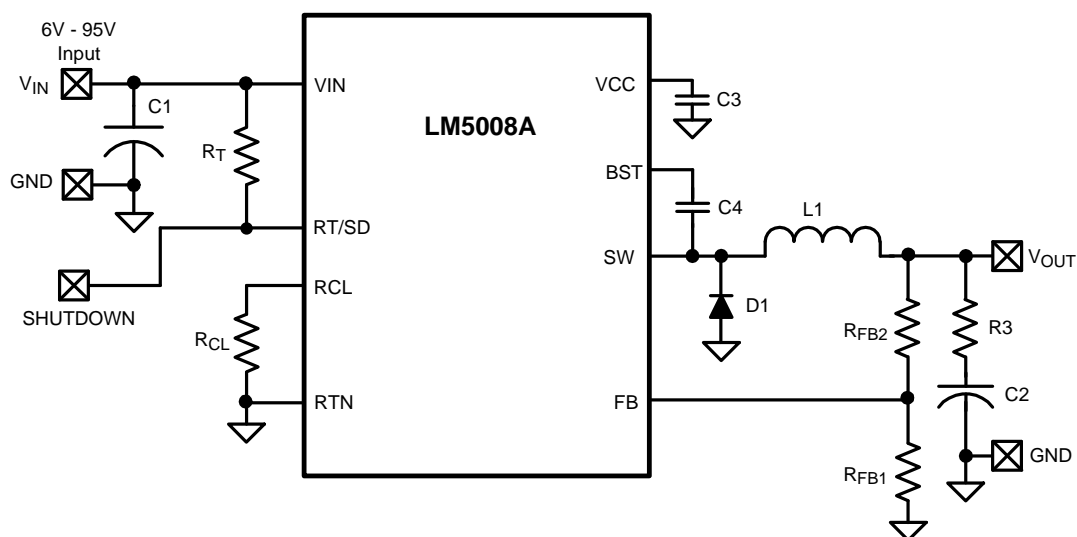 6V - 95V
Input
VIN
C1
GND
RT
SHUTDOWN
RCL
VIN
RT/SD
RCL
RTN
LM5008A
VCC
BST
SW
FB
C3
C4
L1
D1
RFB2
RFB1
R3
C2
VOUT
GND